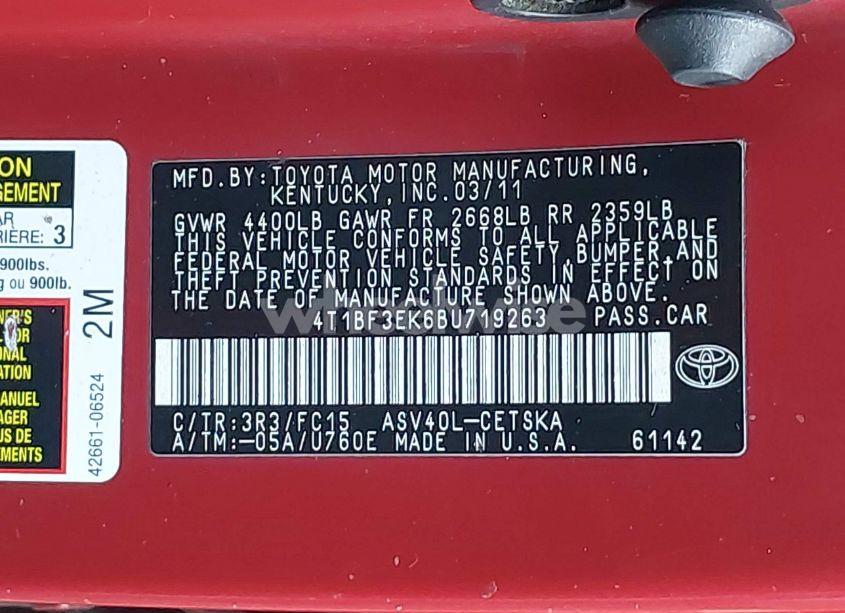 ON
GEMENT
AR
RIÈRE: 3
900lbs.
g ou 900lb.
NER'S
OR
ONAL
ATION
MANUEL
AGER
US DE
EMENTS
42661-06524 2M
MFD.BY:TOYOTA MOTOR MANUFACTURING,
KENTUCKY,INC.03/11
GVWR 4400LB GAWR FR 2668LB RR 2359LB
THIS VEHICLE CONFORMS TO ALL APPLICABLE
FEDERAL MOTOR VEHICLE SAFETY,BUMPER,AND
THEFT PREVENTION STANDARDS IN EFFECT ON
THE DATE OF MANUFACTURE SHOWN ABOVE.
4T1BF3EK6BU719263 PASS.CAR
C/TR:3R3/FC15 ASV40L-CETSKA
A/TM:-05A/U760E MADE IN U.S.A. 61142